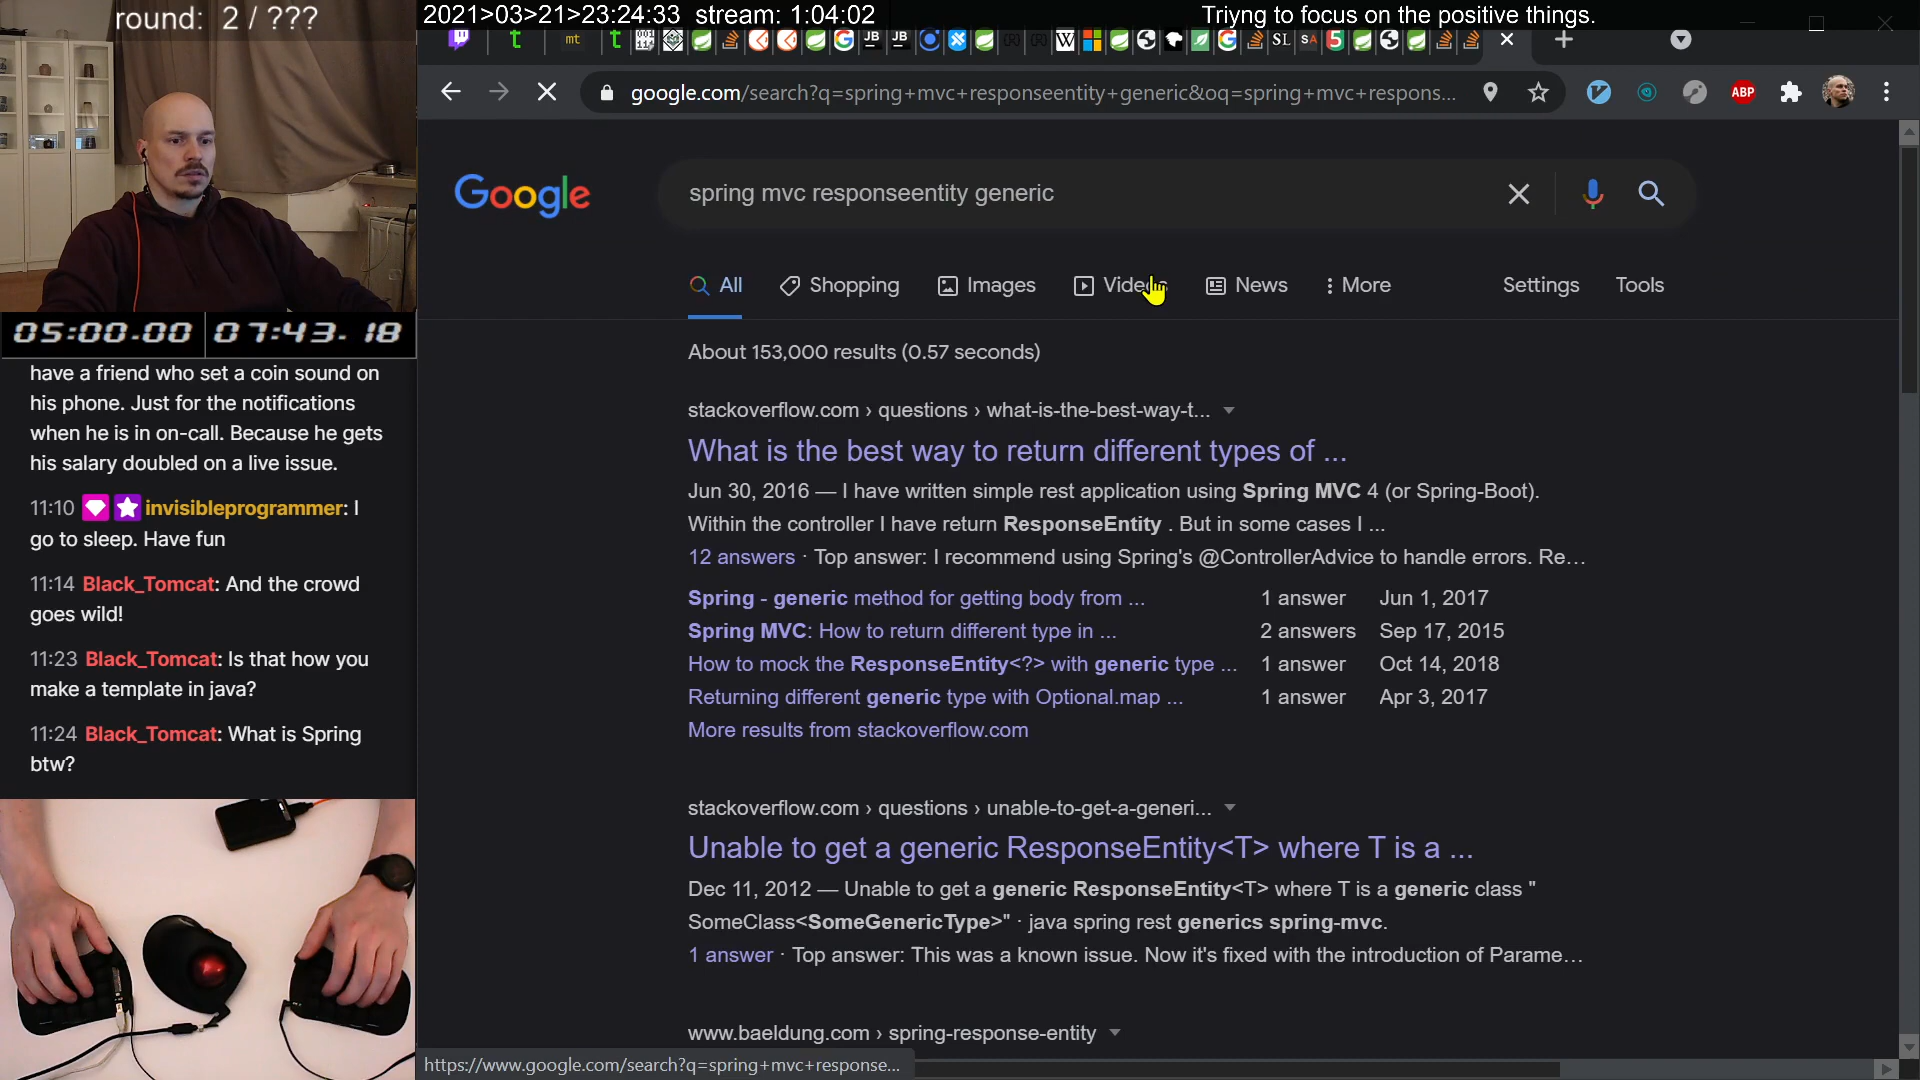 round: 2 / ???
2021>03>21>23:24:33 stream: 1:04:02
Triyng to focus on the positive things.
05:00.00 07:43.18
have a friend who set a coin sound on
his phone. Just for the notifications
when he is in on-call. Because he gets
his salary doubled on a live issue.
11:10 invisibleprogrammer: I
go to sleep. Have fun
11:14 Black_Tomcat: And the crowd
goes wild!
11:23 Black_Tomcat: Is that how you
make a template in java?
11:24 Black_Tomcat: What is Spring
btw?
t mt t JB JB W SL SA 5
google.com/search?q=spring+mvc+responseentity+generic&oq=spring+mvc+respons...
ABP
Google
spring mvc responseentity generic
All Shopping Images News More Settings Tools
About 153,000 results (0.57 seconds)
stackoverflow.com › questions › what-is-the-best-way-t...
What is the best way to return different types of ...
Jun 30, 2016 — I have written simple rest application using Spring MVC 4 (or Spring-Boot).
Within the controller I have return ResponseEntity . But in some cases I ...
12 answers · Top answer: I recommend using Spring's @ControllerAdvice to handle errors. Re...
Spring - generic method for getting body from ... 1 answer Jun 1, 2017
Spring MVC: How to return different type in ... 2 answers Sep 17, 2015
How to mock the ResponseEntity<?> with generic type ... 1 answer Oct 14, 2018
Returning different generic type with Optional.map ... 1 answer Apr 3, 2017
More results from stackoverflow.com
stackoverflow.com › questions › unable-to-get-a-generi...
Unable to get a generic ResponseEntity<T> where T is a ...
Dec 11, 2012 — Unable to get a generic ResponseEntity<T> where T is a generic class "
SomeClass<SomeGenericType>" · java spring rest generics spring-mvc.
1 answer · Top answer: This was a known issue. Now it's fixed with the introduction of Parame...
www.baeldung.com › spring-response-entity
https://www.google.com/search?q=spring+mvc+response...